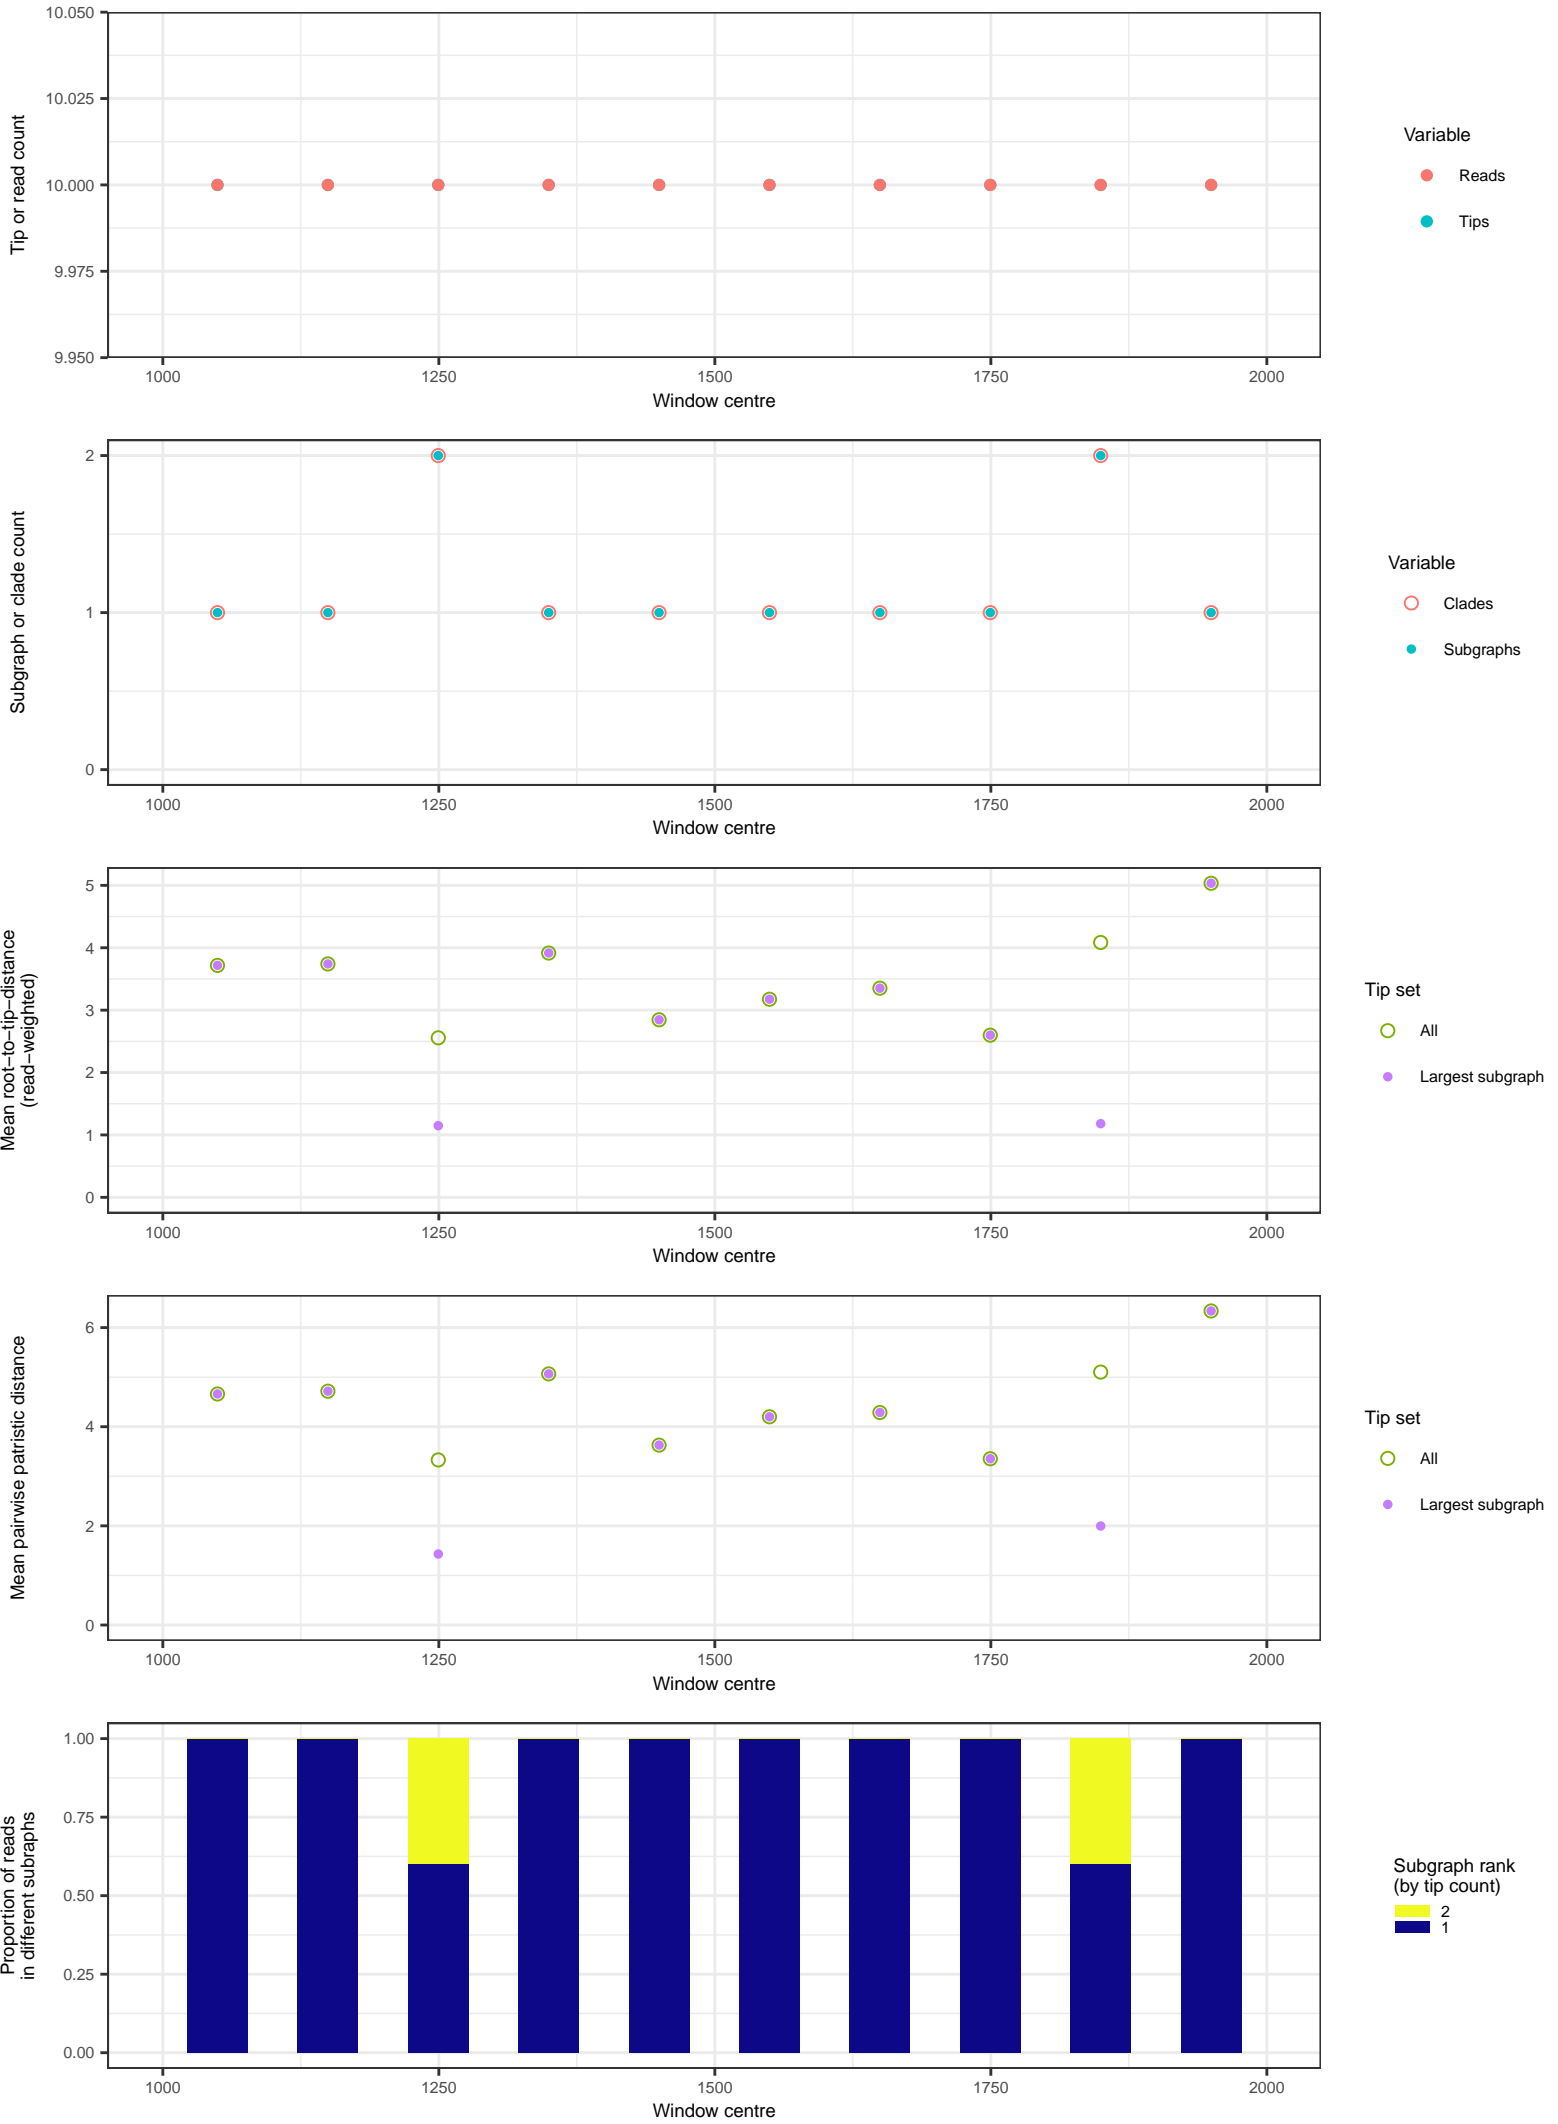 Tip or read count
10.050
10.025
10.000
9.975
9.950
1000 1250 1500 1750 2000
Window centre
Variable
Reads
Tips
Subgraph or clade count
2
1
0
1000 1250 1500 1750 2000
Window centre
Variable
Clades
Subgraphs
Mean root−to−tip−distance
(read−weighted)
5
4
3
2
1
0
1000 1250 1500 1750 2000
Window centre
Tip set
All
Largest subgraph
Mean pairwise patristic distance
6
4
2
0
1000 1250 1500 1750 2000
Window centre
Tip set
All
Largest subgraph
Proportion of reads
in different subraphs
1.00
0.75
0.50
0.25
0.00
1000 1250 1500 1750 2000
Window centre
Subgraph rank
(by tip count)
2
1